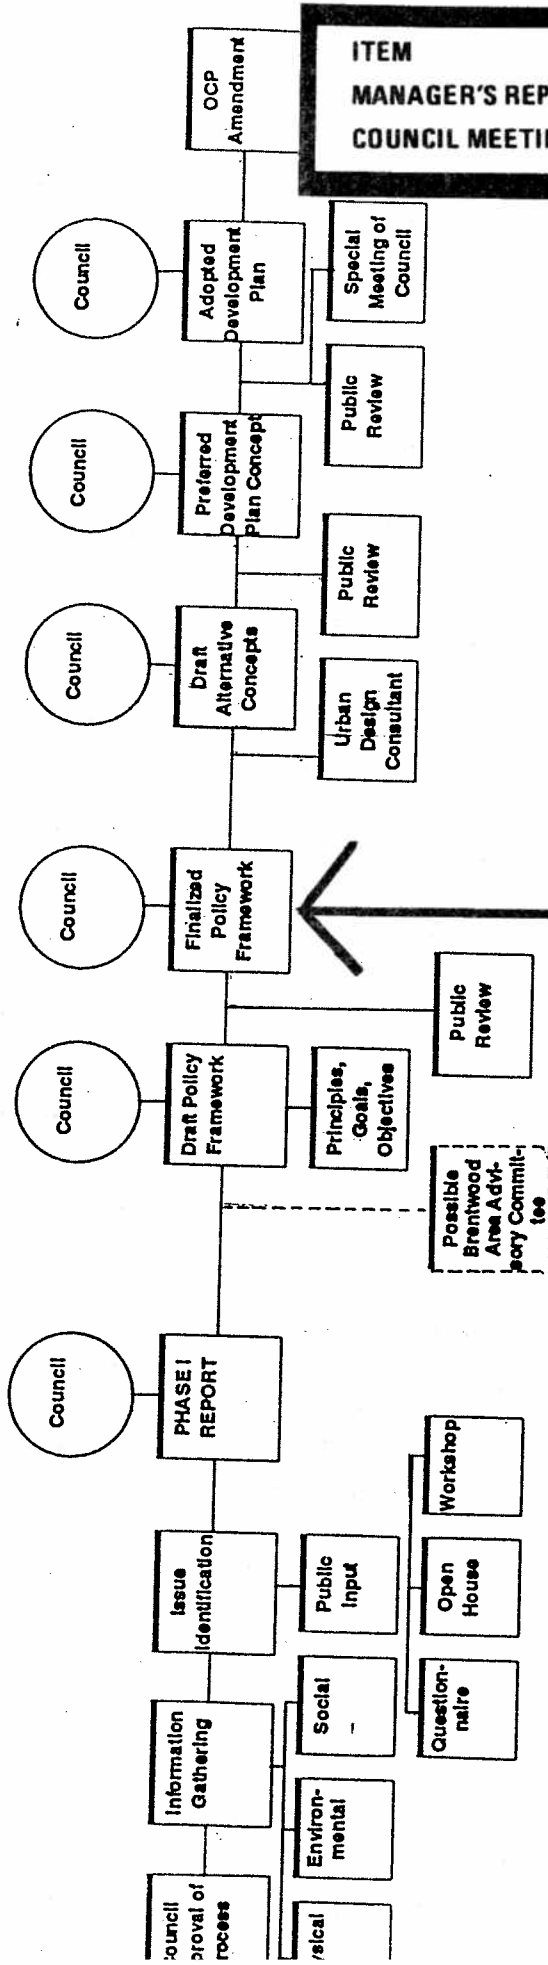 ITEM
MANAGER'S REP
COUNCIL MEETI
OCP
Amendment
Council
Adopted
Development
Plan
Special
Meeting of
Council
Public
Review
Council
Preferred
Development
Plan Concept
Public
Review
Council
Draft
Alternative
Concepts
Urban
Design
Consultant
Council
Finalized
Policy
Framework
Public
Review
Council
Draft Policy
Framework
Principles,
Goals,
Objectives
Possible
Brentwood
Area Advi-
sory Commit-
tee
Council
PHASE I
REPORT
Issue
Identification
Public
Input
Workshop
Open
House
Question-
naire
Information
Gathering
Social
Environ-
mental
ysical
ouncil
proval of
rocess